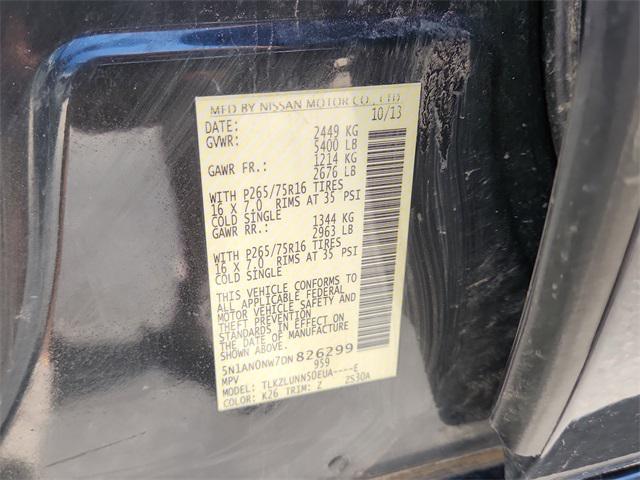 MFD BY NISSAN MOTOR CO., LTD
DATE: 10/13
GVWR: 2449 KG
5400 LB
GAWR FR.: 1214 KG
2676 LB
WITH P265/75R16 TIRES
16 X 7.0 RIMS AT 35 PSI
COLD SINGLE
GAWR RR.: 1344 KG
2963 LB
WITH P265/75R16 TIRES
16 X 7.0 RIMS AT 35 PSI
COLD SINGLE
THIS VEHICLE CONFORMS TO
ALL APPLICABLE FEDERAL
MOTOR VEHICLE SAFETY AND
THEFT PREVENTION
STANDARDS IN EFFECT ON
THE DATE OF MANUFACTURE
SHOWN ABOVE.
5N1AN0NW7DN 826299
MPV 959
MODEL: TLKZLUNN50EUA----E
COLOR: K26 TRIM: Z ZS30A